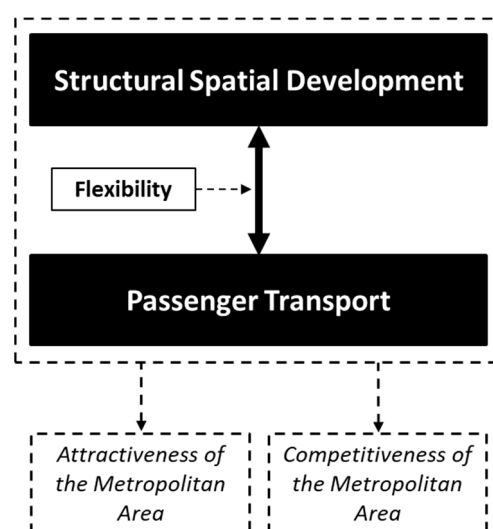 Structural Spatial Development
Flexibility
Passenger Transport
Attractiveness of
the Metropolitan
Area
Competitiveness of
the Metropolitan
Area